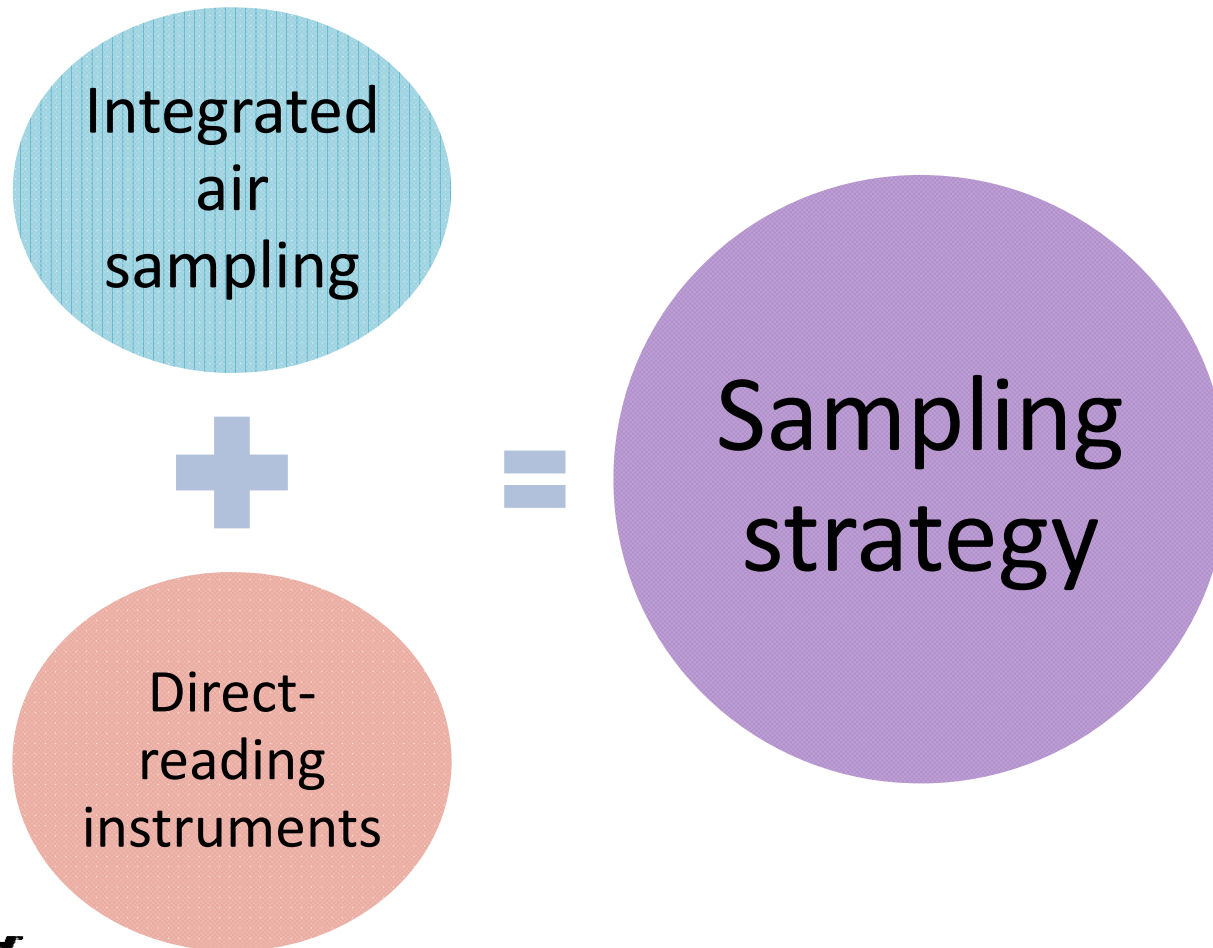 Integrated
air
sampling
Sampling
strategy
Direct-
reading
instruments